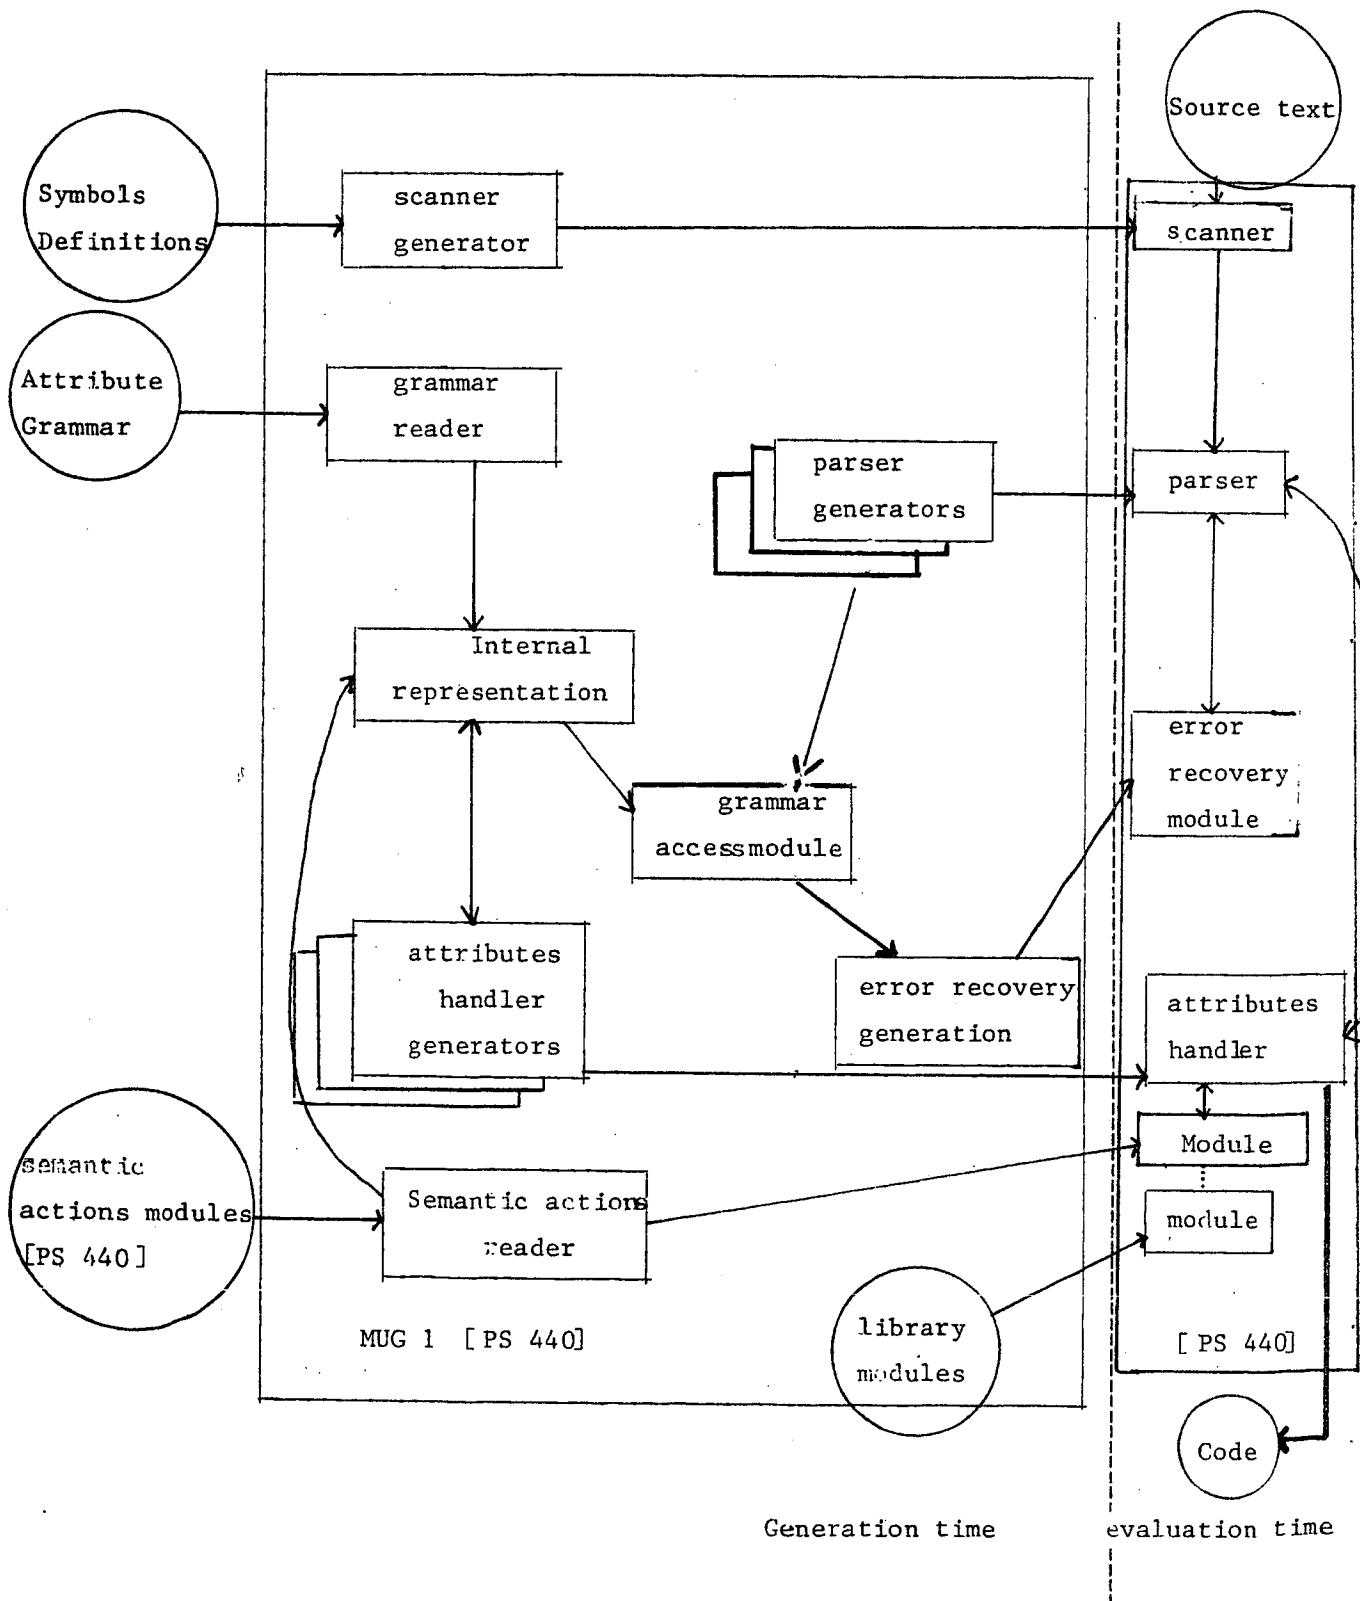 Source text
Symbols
Definitions
scanner
generator
scanner
Attribute
Grammar
grammar
reader
parser
generators
parser
Internal
representation
grammar
accessmodule
error
recovery
module
attributes
handler
generators
error recovery
generation
attributes
handler
semantic
actions modules
[PS 440]
Semantic actions
reader
Module
module
MUG 1 [PS 440]
library
modules
[PS 440]
Code
Generation time
evaluation time